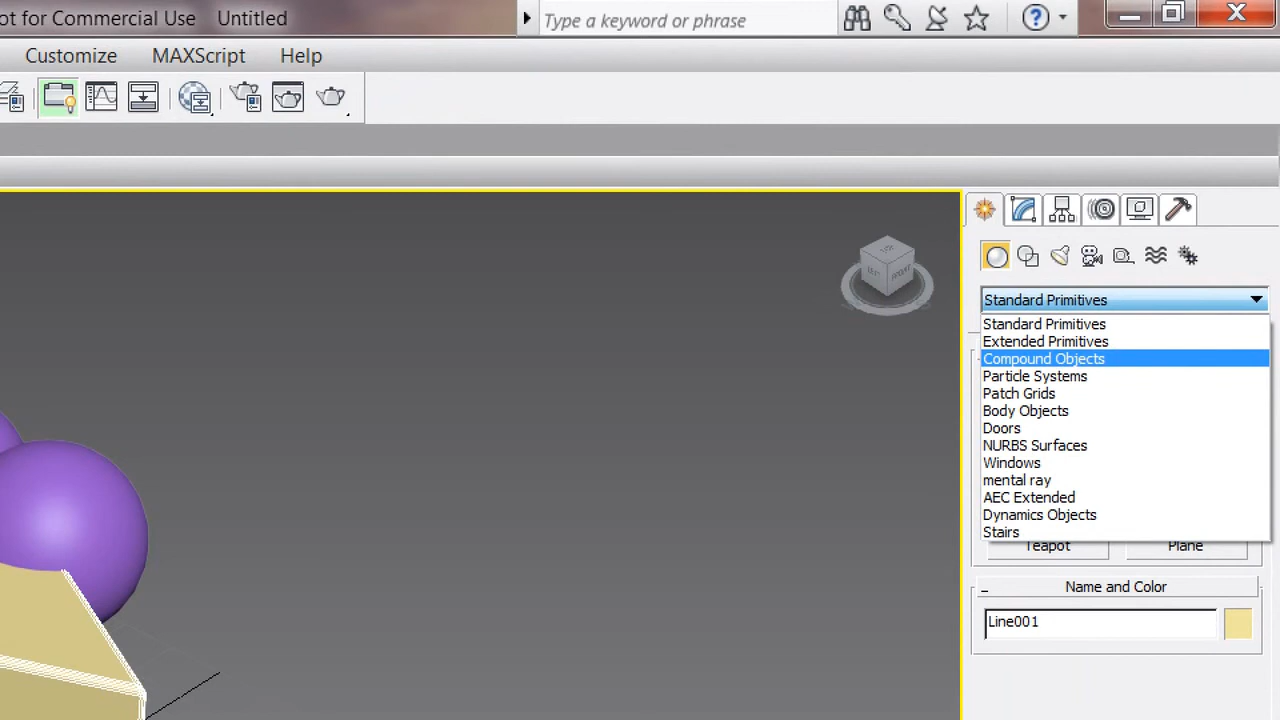 ot for Commercial Use Untitled
Type a keyword or phrase
Customize MAXScript Help
Standard Primitives
Standard Primitives
Extended Primitives
Compound Objects
Particle Systems
Patch Grids
Body Objects
Doors
NURBS Surfaces
Windows
mental ray
AEC Extended
Dynamics Objects
Stairs
Teapot Plane
Name and Color
Line001